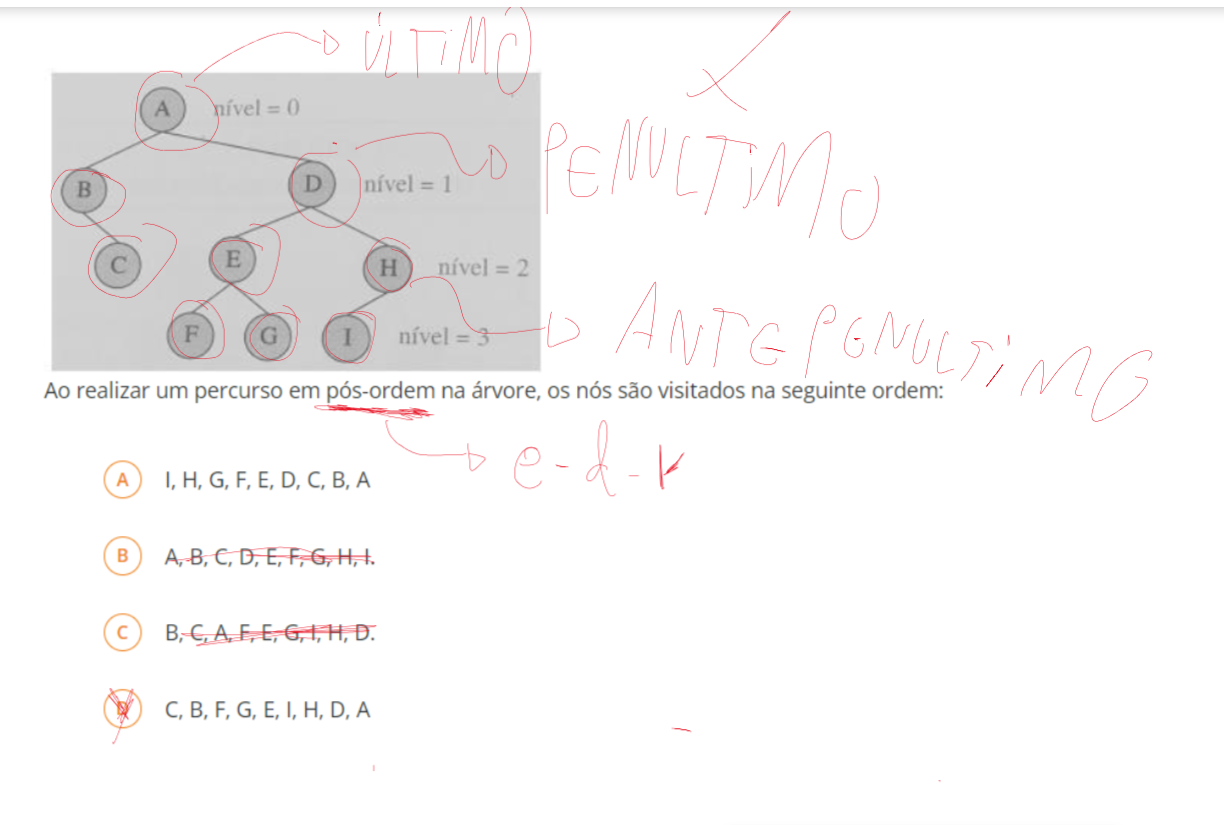 ÚLTIMO
A nível = 0
PENULTIMO
B D nível = 1
C E H nível = 2
ANTEPENULTIMO
F G I nível = 3
Ao realizar um percurso em pós-ordem na árvore, os nós são visitados na seguinte ordem:
e-d-r
A I, H, G, F, E, D, C, B, A
B A, B, C, D, E, F, G, H, I.
C B, C, A, F, E, G, I, H, D.
D C, B, F, G, E, I, H, D, A